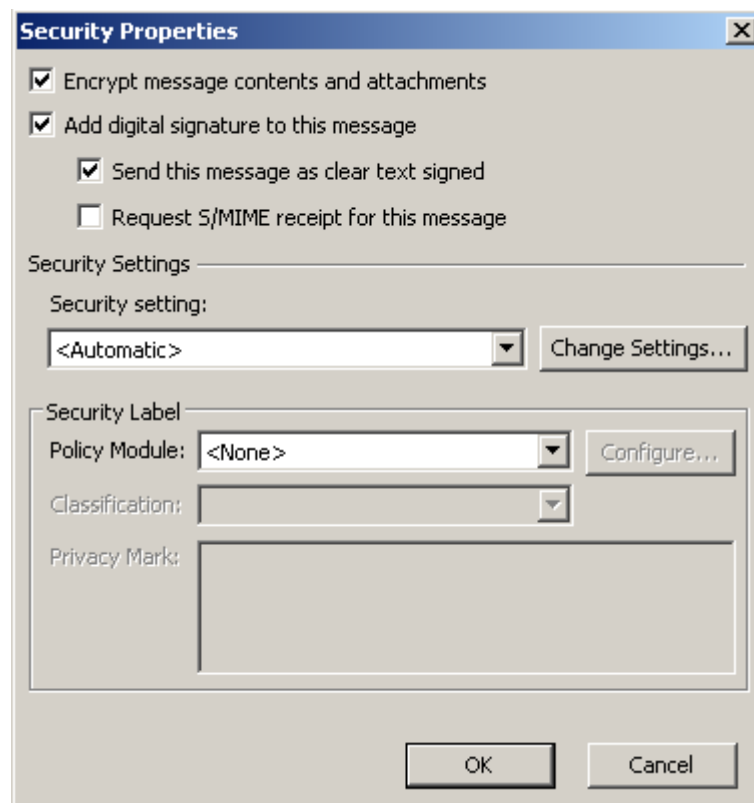 Security Properties
Encrypt message contents and attachments
Add digital signature to this message
Send this message as clear text signed
Request S/MIME receipt for this message
Security Settings
Security setting:
<Automatic>
Change Settings...
Security Label
Policy Module: <None> Configure...
Classification:
Privacy Mark:
OK Cancel